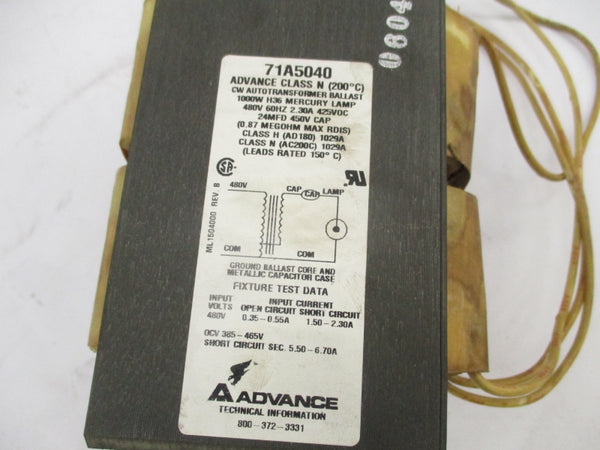 0804
71A5040
ADVANCE CLASS N (200°C)
CW AUTOTRANSFORMER BALLAST
1000W H36 MERCURY LAMP
480V 60HZ 2.30A 425VOC
24MFD 450V CAP
(0.87 MEGOHM MAX RDIS)
CLASS H (AD180) 1029A
CLASS N (AC200C) 1029A
(LEADS RATED 150° C)
480V CAP LAMP
CAP
COM COM
ML1504000 REV. B
GROUND BALLAST CORE AND
METALLIC CAPACITOR CASE
FIXTURE TEST DATA
INPUT INPUT CURRENT
VOLTS OPEN CIRCUIT SHORT CIRCUIT
480V 0.35-0.55A 1.50-2.30A
OCV 385-465V
SHORT CIRCUIT SEC. 5.50-6.70A
ADVANCE
TECHNICAL INFORMATION
800-372-3331